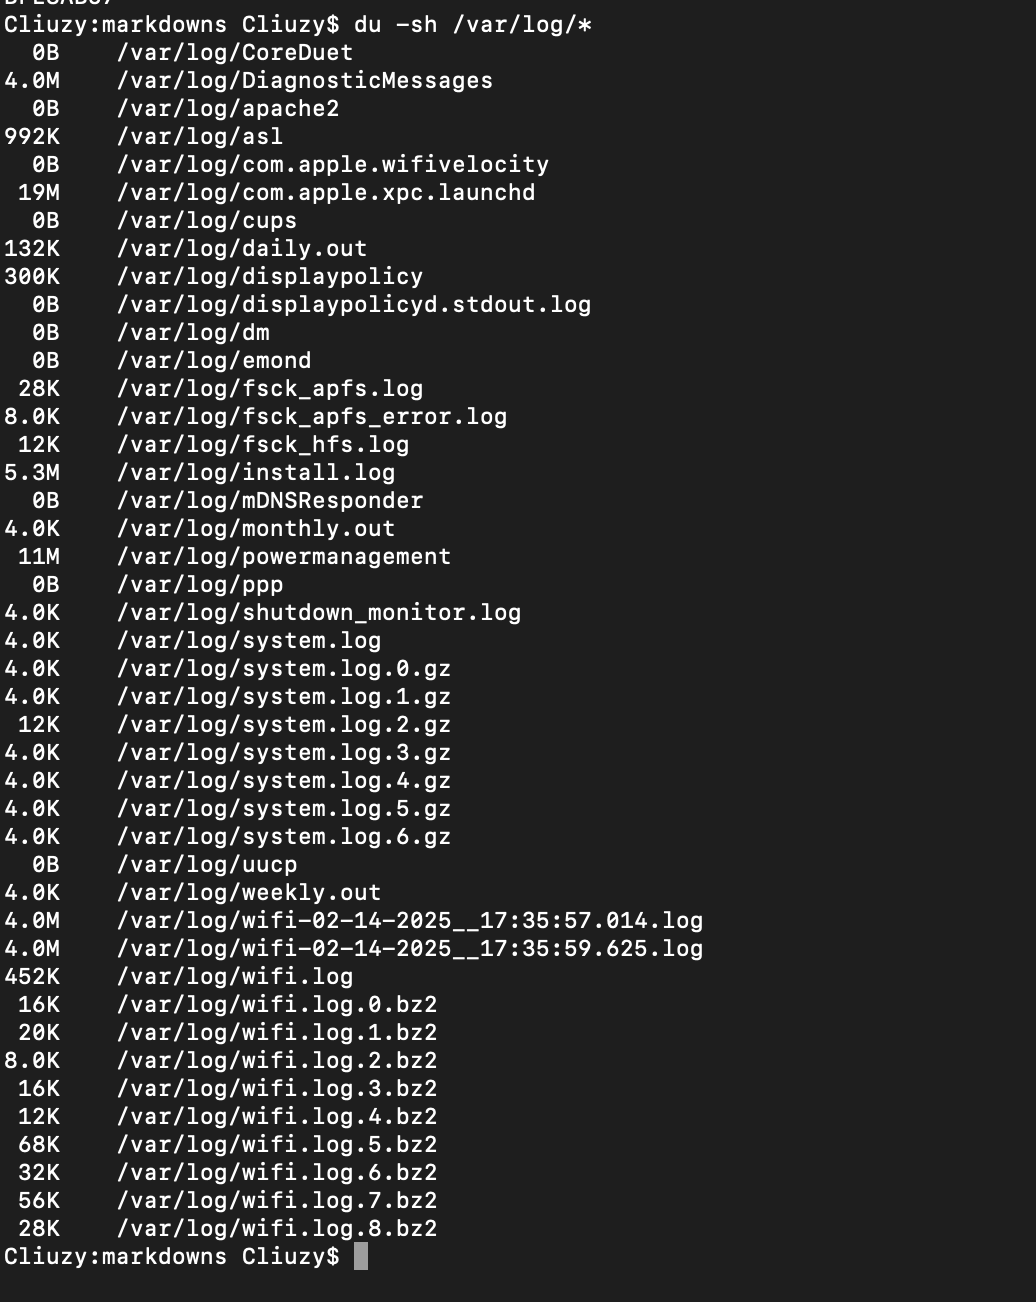 Cliuzy:markdowns Cliuzy$ du -sh /var/log/*
0B /var/log/CoreDuet
4.0M /var/log/DiagnosticMessages
0B /var/log/apache2
992K /var/log/asl
0B /var/log/com.apple.wifivelocity
19M /var/log/com.apple.xpc.launchd
0B /var/log/cups
132K /var/log/daily.out
300K /var/log/displaypolicy
0B /var/log/displaypolicyd.stdout.log
0B /var/log/dm
0B /var/log/emond
28K /var/log/fsck_apfs.log
8.0K /var/log/fsck_apfs_error.log
12K /var/log/fsck_hfs.log
5.3M /var/log/install.log
0B /var/log/mDNSResponder
4.0K /var/log/monthly.out
11M /var/log/powermanagement
0B /var/log/ppp
4.0K /var/log/shutdown_monitor.log
4.0K /var/log/system.log
4.0K /var/log/system.log.0.gz
4.0K /var/log/system.log.1.gz
12K /var/log/system.log.2.gz
4.0K /var/log/system.log.3.gz
4.0K /var/log/system.log.4.gz
4.0K /var/log/system.log.5.gz
4.0K /var/log/system.log.6.gz
0B /var/log/uucp
4.0K /var/log/weekly.out
4.0M /var/log/wifi-02-14-2025__17:35:57.014.log
4.0M /var/log/wifi-02-14-2025__17:35:59.625.log
452K /var/log/wifi.log
16K /var/log/wifi.log.0.bz2
20K /var/log/wifi.log.1.bz2
8.0K /var/log/wifi.log.2.bz2
16K /var/log/wifi.log.3.bz2
12K /var/log/wifi.log.4.bz2
68K /var/log/wifi.log.5.bz2
32K /var/log/wifi.log.6.bz2
56K /var/log/wifi.log.7.bz2
28K /var/log/wifi.log.8.bz2
Cliuzy:markdowns Cliuzy$